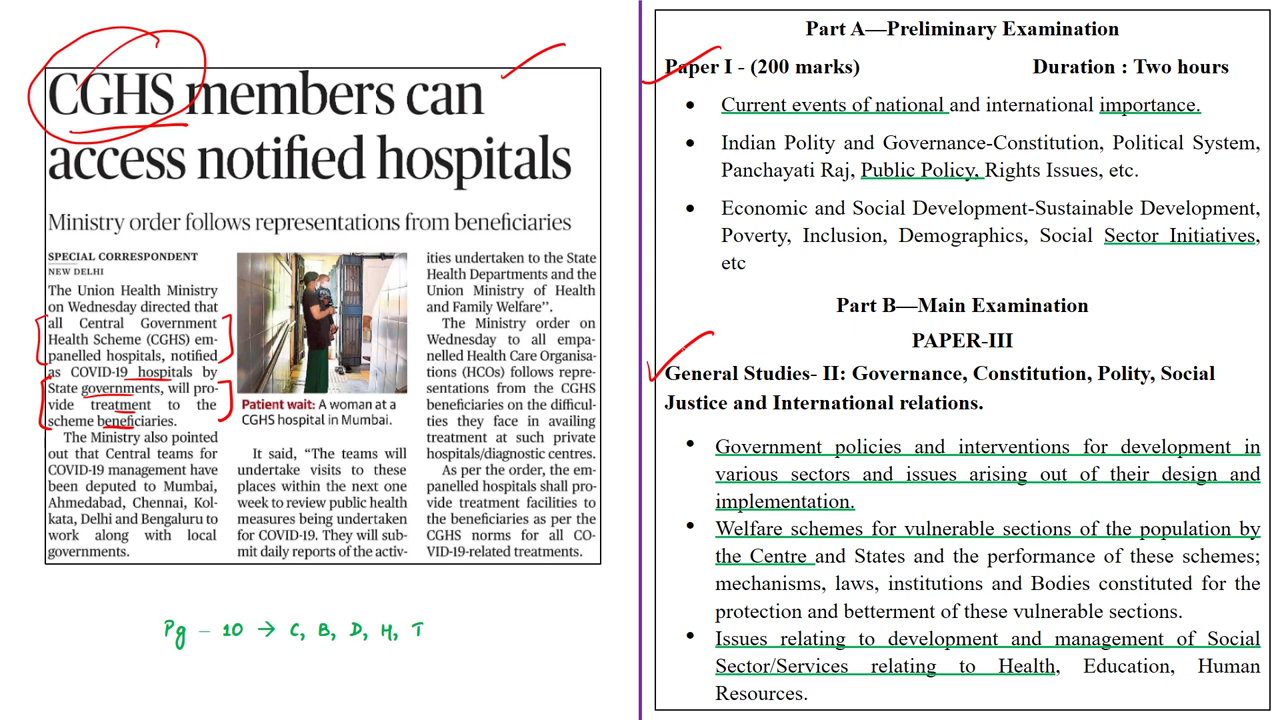 CGHS members can
access notified hospitals
Ministry order follows representations from beneficiaries
SPECIAL CORRESPONDENT
NEW DELHI
The Union Health Ministry
on Wednesday directed that
all Central Government
Health Scheme (CGHS) em-
panelled hospitals, notified
as COVID-19 hospitals by
State governments, will pro-
vide treatment to the
scheme beneficiaries.
The Ministry also pointed
out that Central teams for
COVID-19 management have
been deputed to Mumbai,
Ahmedabad, Chennai, Kol-
kata, Delhi and Bengaluru to
work along with local
governments.
Patient wait: A woman at a
CGHS hospital in Mumbai.
It said, “The teams will
undertake visits to these
places within the next one
week to review public health
measures being undertaken
for COVID-19. They will sub-
mit daily reports of the activ-
ities undertaken to the State
Health Departments and the
Union Ministry of Health
and Family Welfare’’.
The Ministry order on
Wednesday to all empa-
nelled Health Care Organisa-
tions (HCOs) follows repre-
sentations from the CGHS
beneficiaries on the difficul-
ties they face in availing
treatment at such private
hospitals/diagnostic centres.
As per the order, the em-
panelled hospitals shall pro-
vide treatment facilities to
the beneficiaries as per the
CGHS norms for all CO-
VID-19-related treatments.
Pg - 10 → C, B, D, H, T
Part A—Preliminary Examination
Paper I - (200 marks) Duration : Two hours
• Current events of national and international importance.
• Indian Polity and Governance-Constitution, Political System,
Panchayati Raj, Public Policy, Rights Issues, etc.
• Economic and Social Development-Sustainable Development,
Poverty, Inclusion, Demographics, Social Sector Initiatives,
etc
Part B—Main Examination
PAPER-III
General Studies- II: Governance, Constitution, Polity, Social
Justice and International relations.
• Government policies and interventions for development in
various sectors and issues arising out of their design and
implementation.
• Welfare schemes for vulnerable sections of the population by
the Centre and States and the performance of these schemes;
mechanisms, laws, institutions and Bodies constituted for the
protection and betterment of these vulnerable sections.
• Issues relating to development and management of Social
Sector/Services relating to Health, Education, Human
Resources.